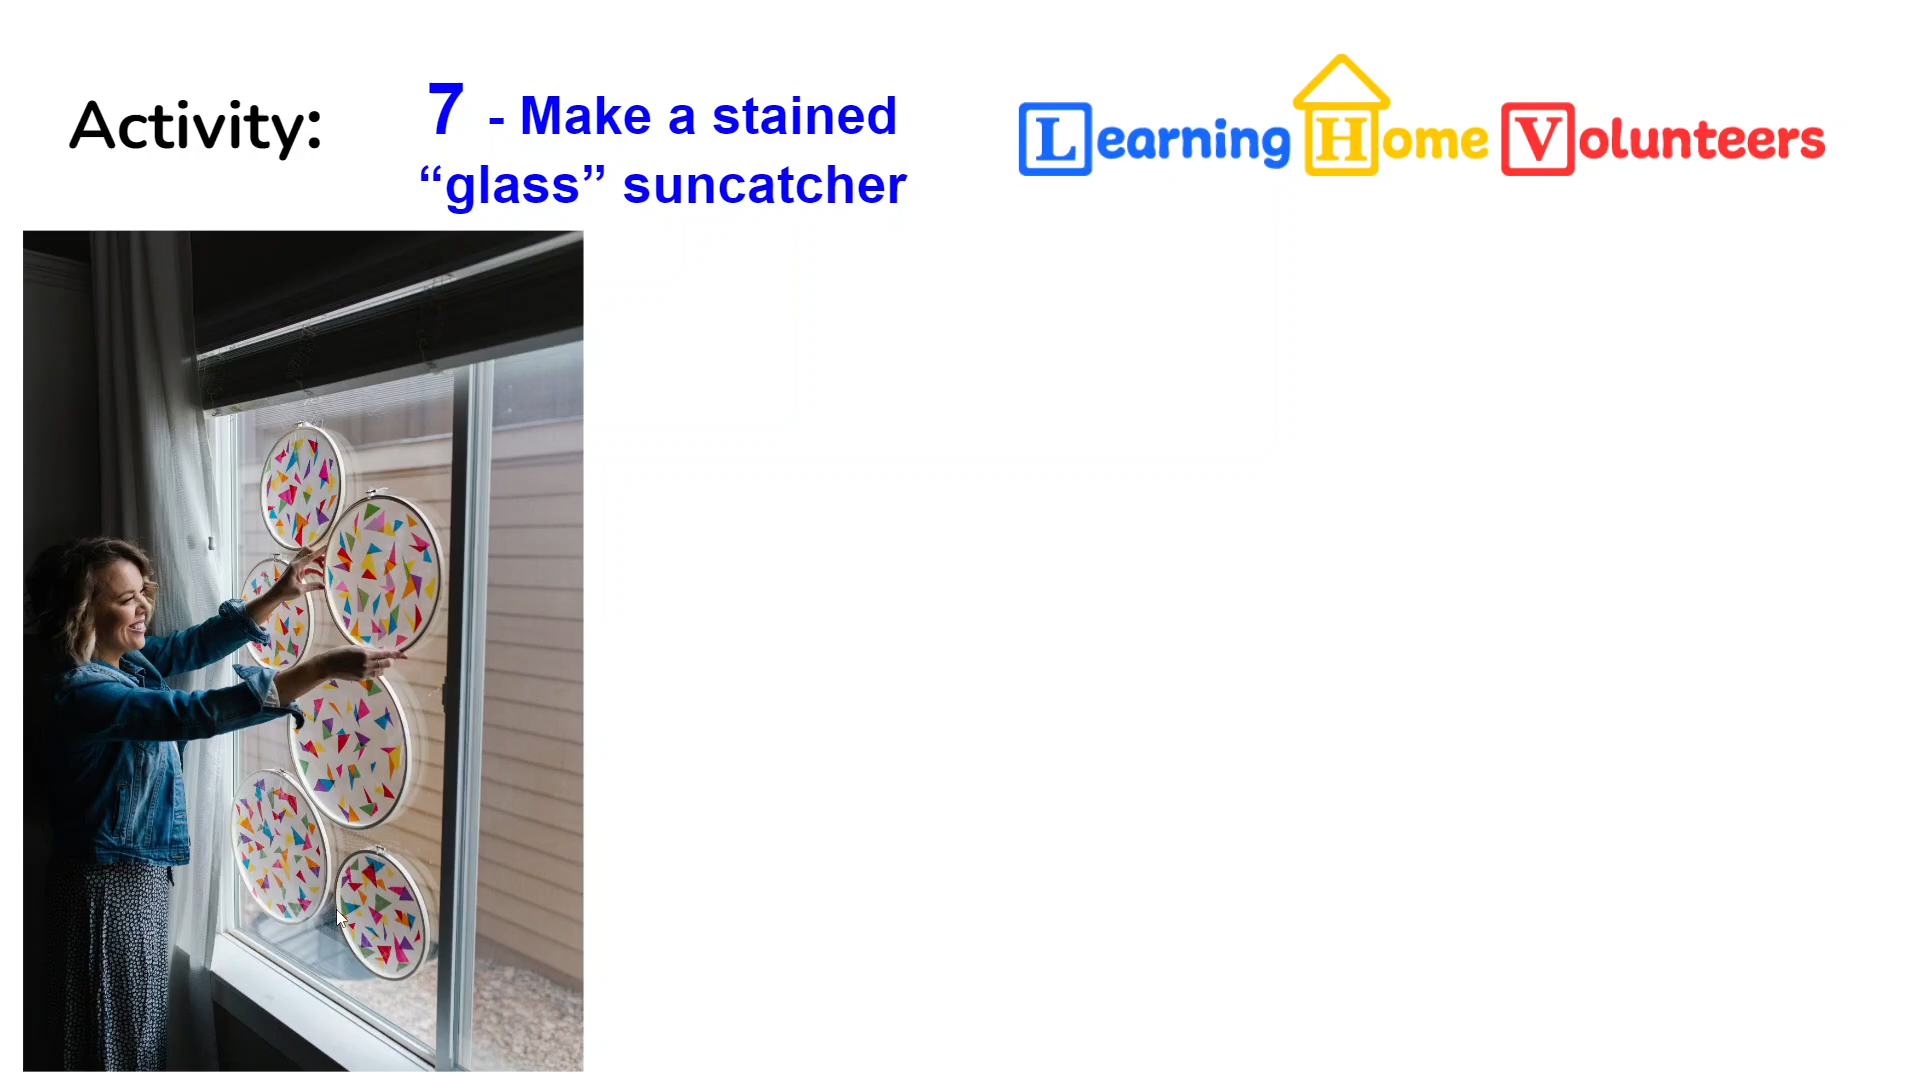 Activity:
7 - Make a stained
“glass” suncatcher
Learning Home Volunteers